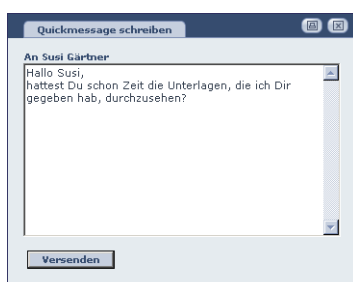 Quickmessage schreiben
An Susi Gärtner
Hallo Susi,
hattest Du schon Zeit die Unterlagen, die ich Dir
gegeben hab, durchzusehen?
Versenden